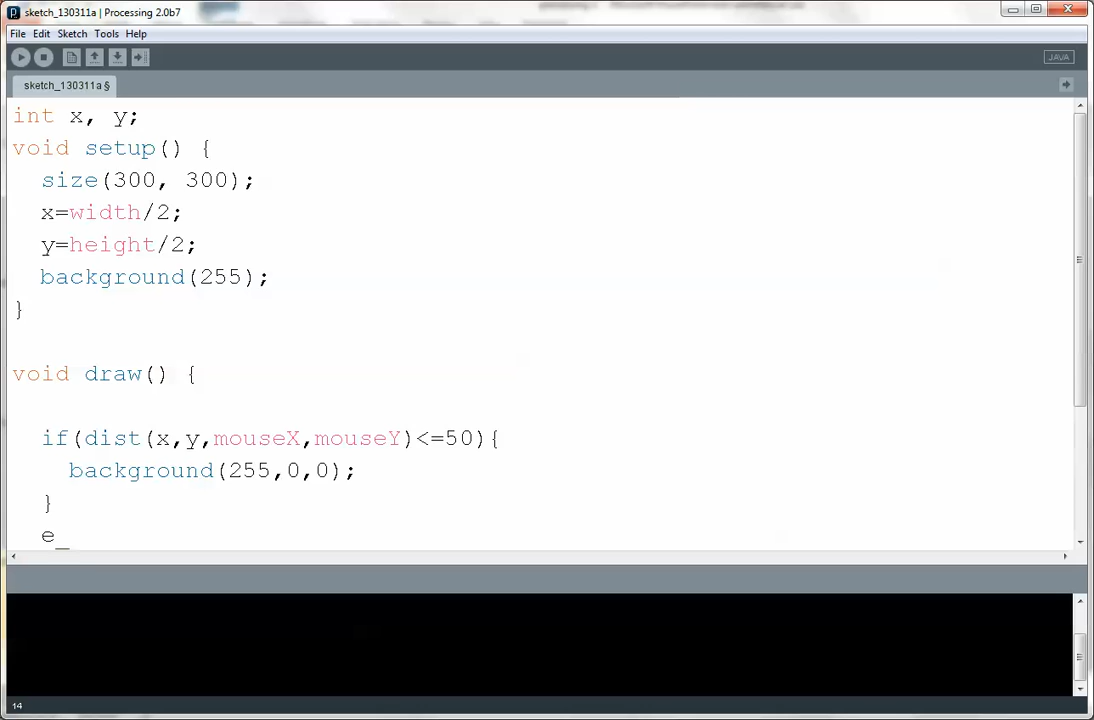 sketch_130311a | Processing 2.0b7
File Edit Sketch Tools Help
JAVA
sketch_130311a §
int x, y;
void setup() {
  size(300, 300);
  x=width/2;
  y=height/2;
  background(255);
}
void draw() {
  if(dist(x,y,mouseX,mouseY)<=50){
    background(255,0,0);
  }
  e_
14